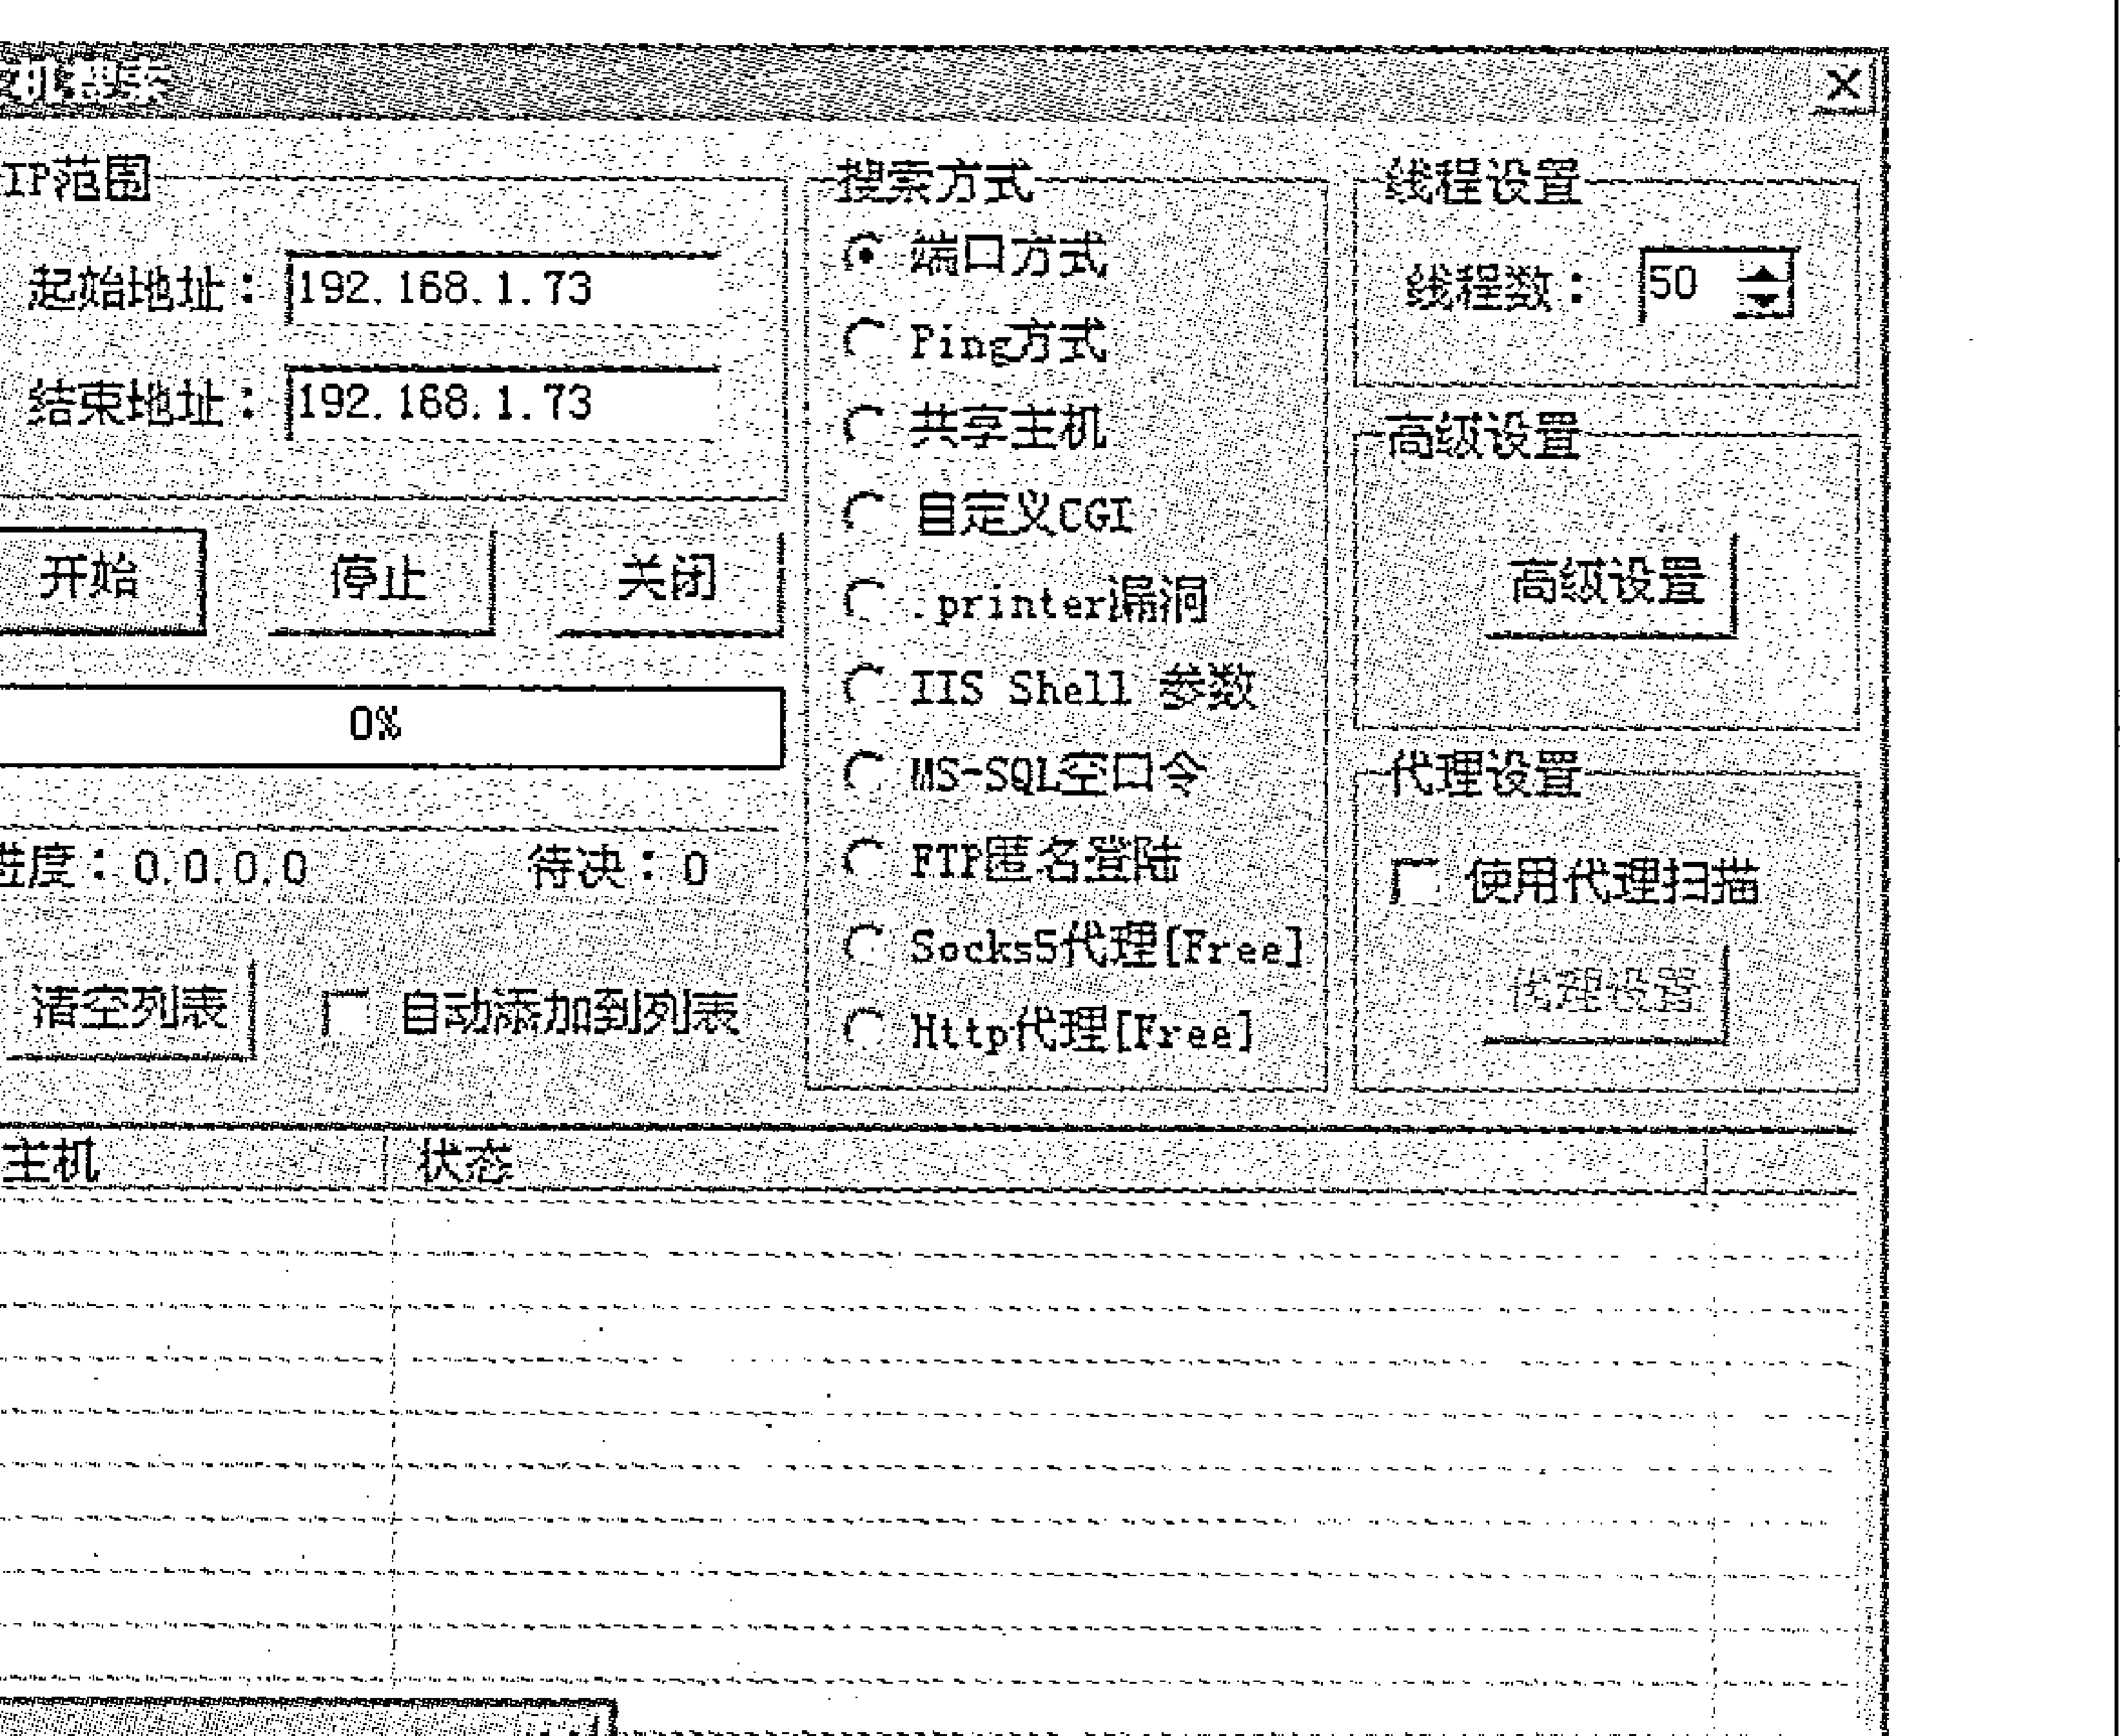 机搜索
IP范围
起始地址：192.168.1.73
结束地址：192.168.1.73
开始 停止 关闭
0%
进度：0.0.0.0 待决：0
清空列表 自动添加到列表
搜索方式
端口方式
Ping方式
共享主机
自定义CGI
.printer漏洞
IIS Shell 参数
MS-SQL空口令
FTP匿名登陆
Socks5代理[Free]
Http代理[Free]
线程设置
线程数：50
高级设置
高级设置
代理设置
使用代理扫描
代理设置
主机 状态